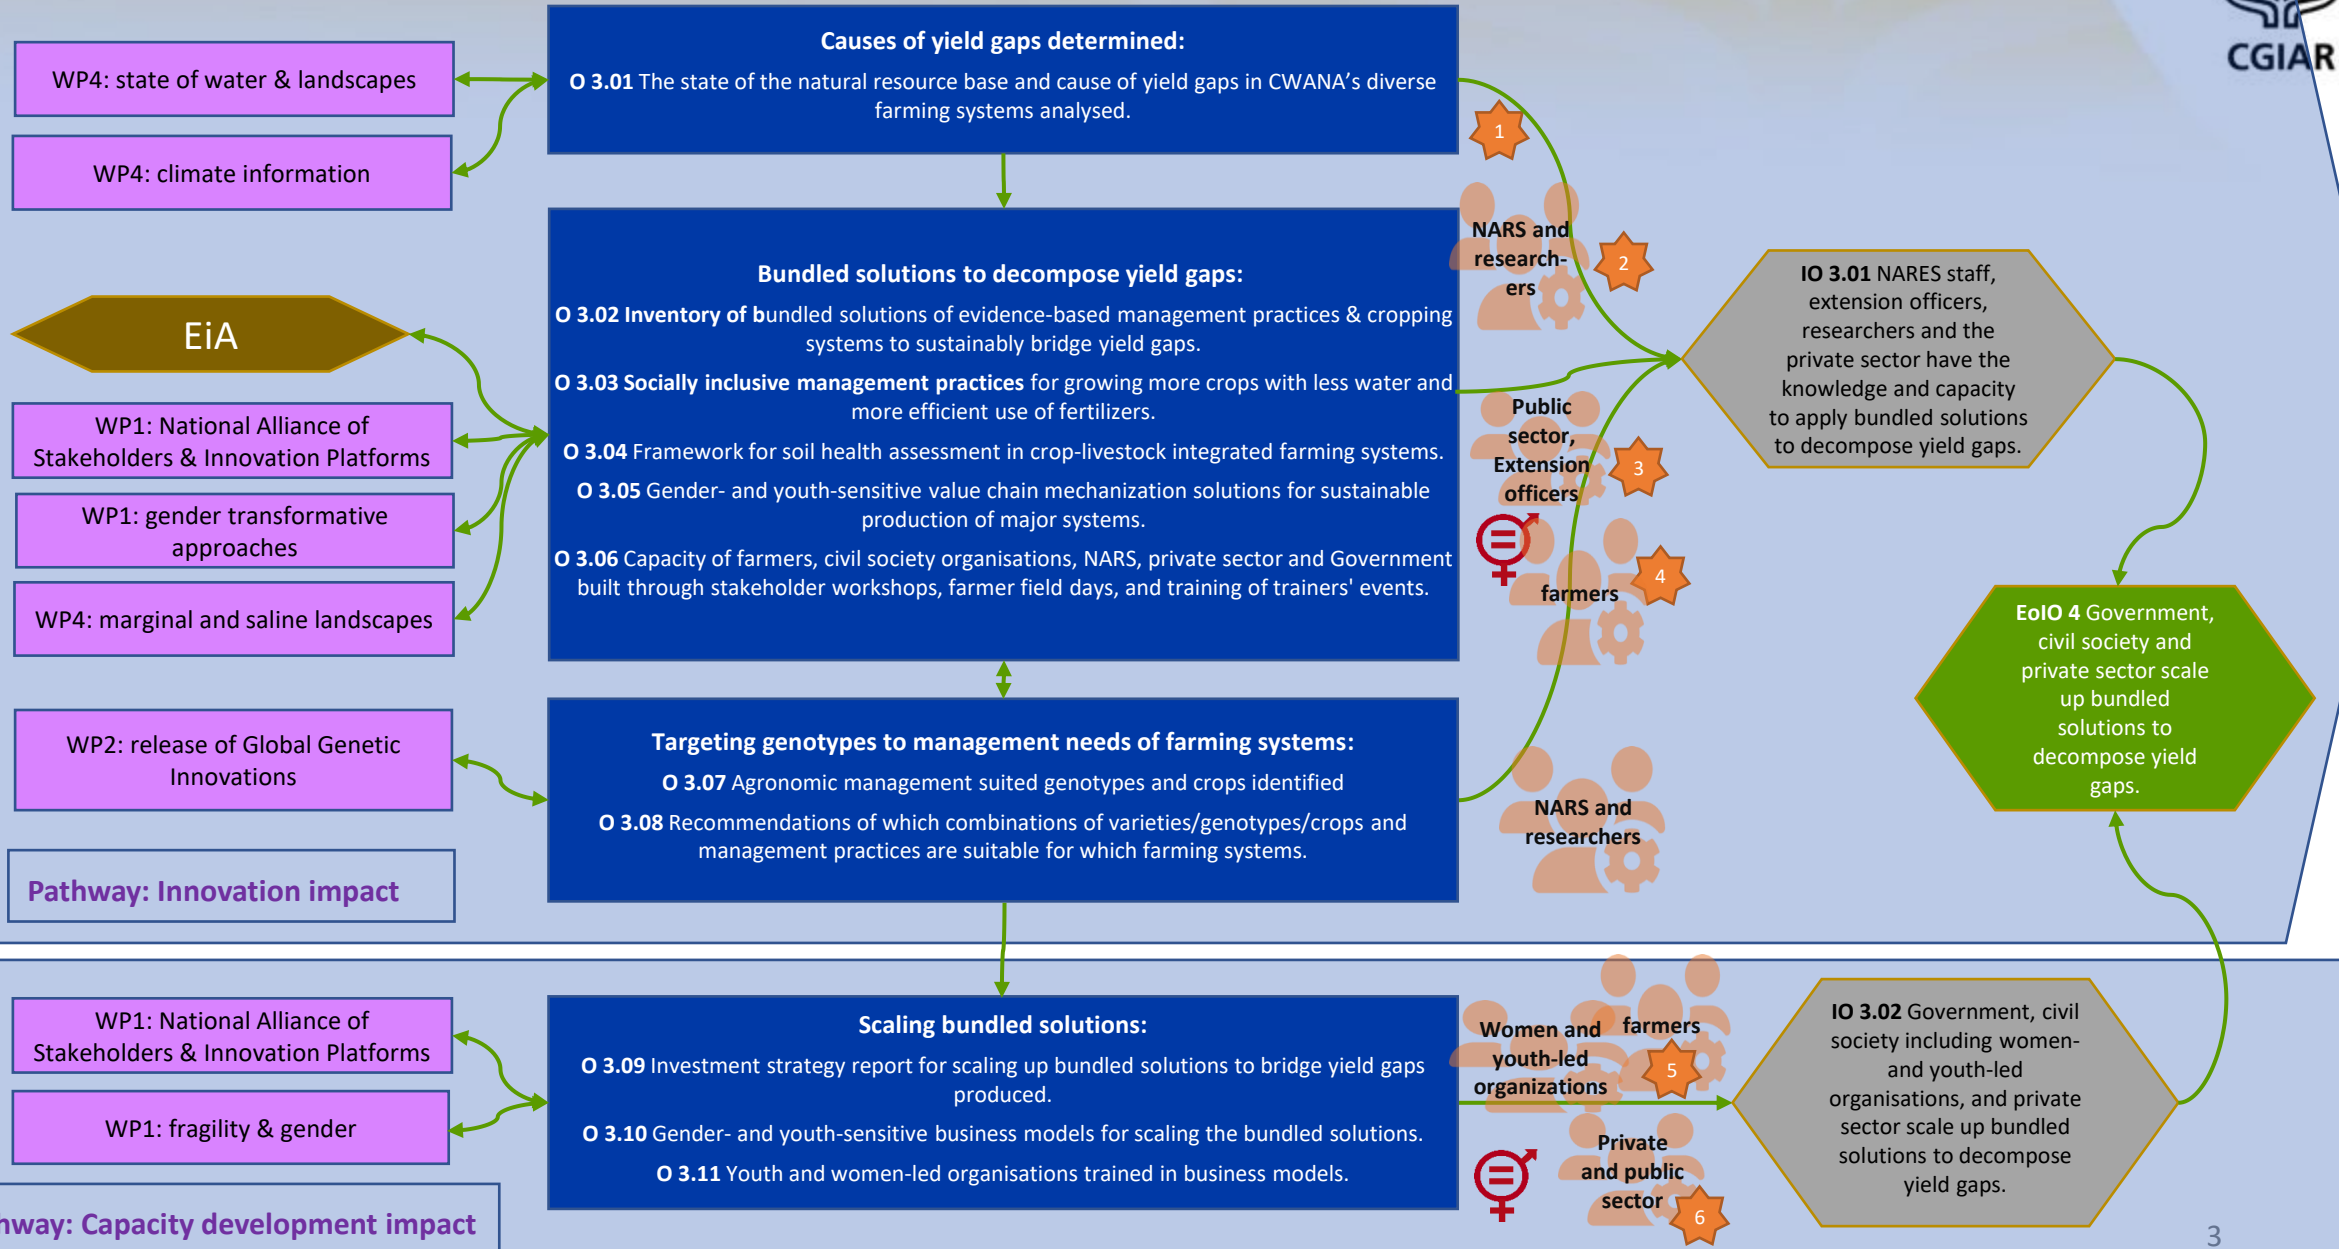 CGIAR
WP4: state of water & landscapes
WP4: climate information
Causes of yield gaps determined:
O 3.01 The state of the natural resource base and cause of yield gaps in CWANA’s diverse
farming systems analysed.
1
EiA
WP1: National Alliance of
Stakeholders & Innovation Platforms
WP1: gender transformative
approaches
WP4: marginal and saline landscapes
Bundled solutions to decompose yield gaps:
O 3.02 Inventory of bundled solutions of evidence-based management practices & cropping
systems to sustainably bridge yield gaps.
O 3.03 Socially inclusive management practices for growing more crops with less water and
more efficient use of fertilizers.
O 3.04 Framework for soil health assessment in crop-livestock integrated farming systems.
O 3.05 Gender- and youth-sensitive value chain mechanization solutions for sustainable
production of major systems.
O 3.06 Capacity of farmers, civil society organisations, NARS, private sector and Government
built through stakeholder workshops, farmer field days, and training of trainers' events.
NARS and
research-
ers
2
Public
sector,
Extension
officers
3
farmers
4
IO 3.01 NARES staff,
extension officers,
researchers and the
private sector have the
knowledge and capacity
to apply bundled solutions
to decompose yield gaps.
EoIO 4 Government,
civil society and
private sector scale
up bundled
solutions to
decompose yield
gaps.
WP2: release of Global Genetic
Innovations
Targeting genotypes to management needs of farming systems:
O 3.07 Agronomic management suited genotypes and crops identified
O 3.08 Recommendations of which combinations of varieties/genotypes/crops and
management practices are suitable for which farming systems.
NARS and
researchers
Pathway: Innovation impact
WP1: National Alliance of
Stakeholders & Innovation Platforms
WP1: fragility & gender
Scaling bundled solutions:
O 3.09 Investment strategy report for scaling up bundled solutions to bridge yield gaps
produced.
O 3.10 Gender- and youth-sensitive business models for scaling the bundled solutions.
O 3.11 Youth and women-led organisations trained in business models.
Women and
youth-led
organizations
farmers
5
Private
and public
sector
6
IO 3.02 Government, civil
society including women-
and youth-led
organisations, and private
sector scale up bundled
solutions to decompose
yield gaps.
hway: Capacity development impact
3